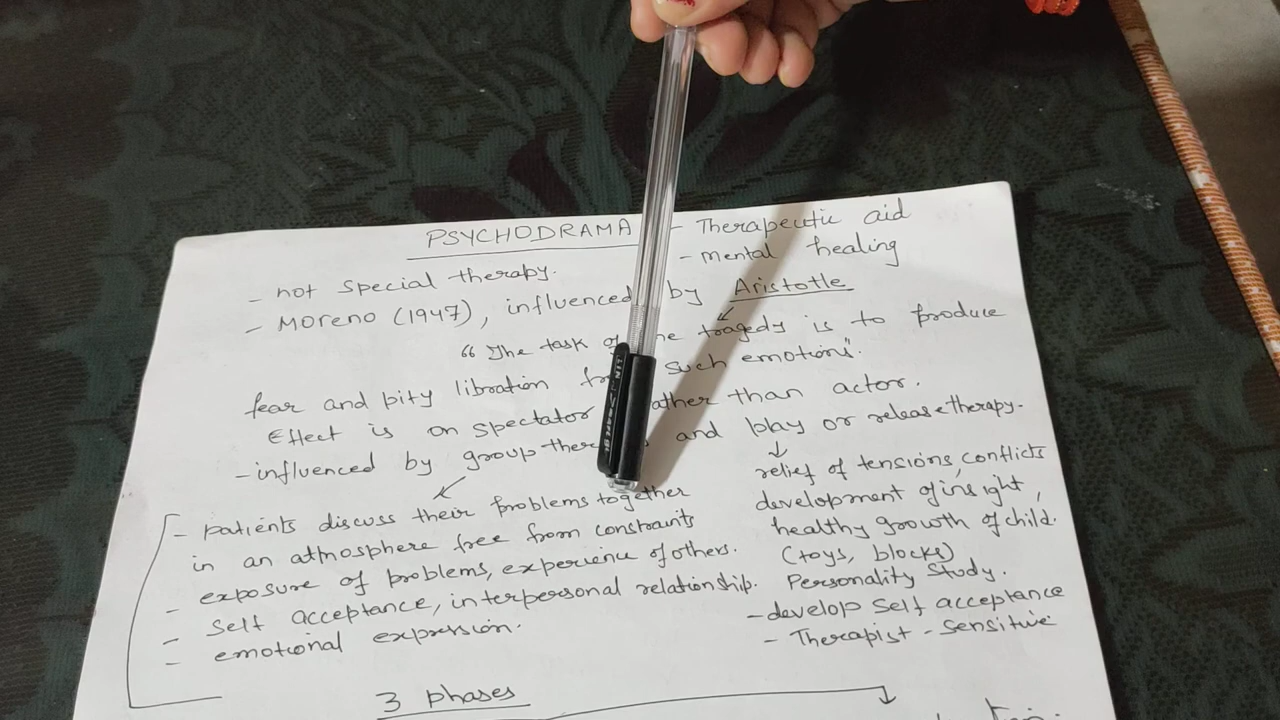 PSYCHODRAMA - Therapeutic aid
- mental healing
- not special therapy.
- Moreno (1947), influenced by Aristotle
"The task of tragedy is to produce
fear and pity libration such emotions".
Effect is on spectator rather than actor.
- influenced by group and play or release therapy.
- patients discuss their problems together
in an atmosphere free from constraints
- exposure of problems, experience of others.
- Self acceptance, interpersonal relationship.
- emotional expression.
relief of tensions, conflicts
development of insight,
healthy growth of child.
(toys, blocks)
Personality Study.
- develop Self acceptance
- Therapist - Sensitive
3 phases